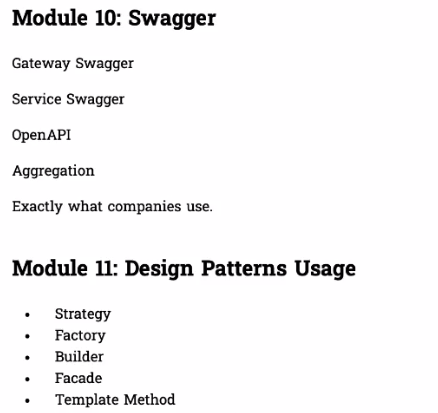 Module 10: Swagger
Gateway Swagger
Service Swagger
OpenAPI
Aggregation
Exactly what companies use.
Module 11: Design Patterns Usage
• Strategy
• Factory
• Builder
• Facade
• Template Method